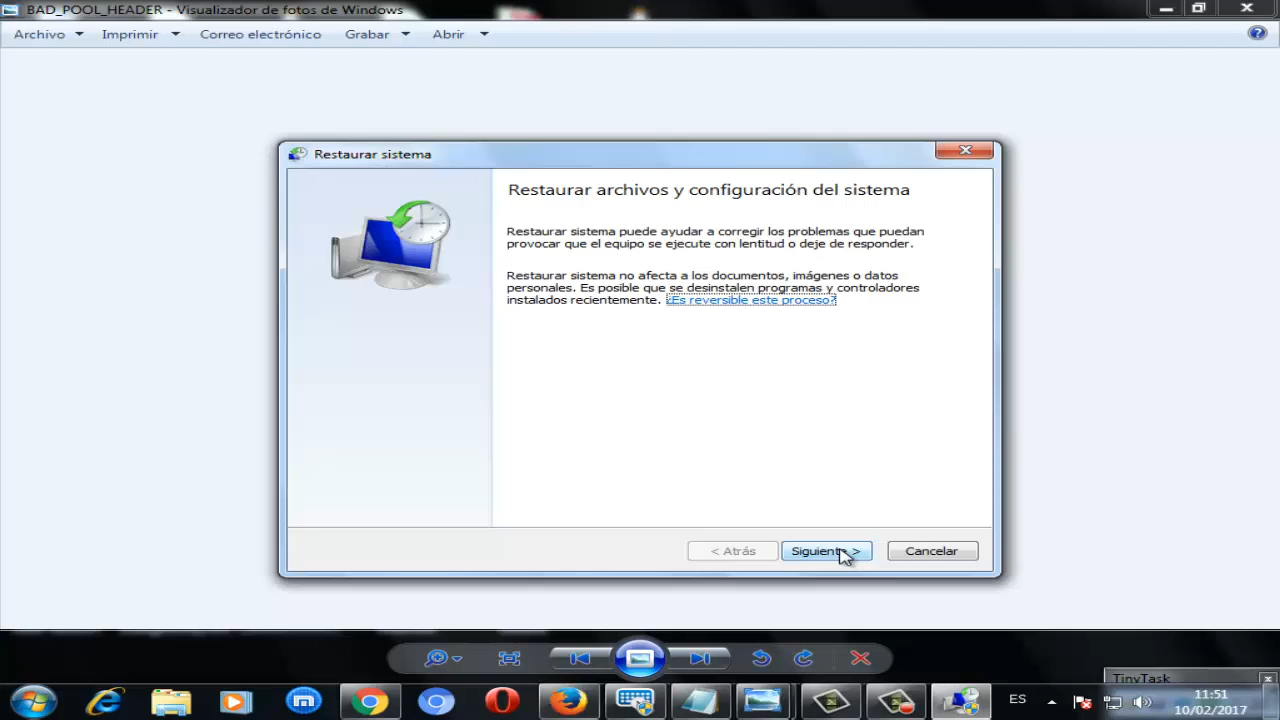 BAD_POOL_HEADER - Visualizador de fotos de Windows
Archivo Imprimir Correo electrónico Grabar Abrir
Restaurar sistema
Restaurar archivos y configuración del sistema
Restaurar sistema puede ayudar a corregir los problemas que puedan
provocar que el equipo se ejecute con lentitud o deje de responder.
Restaurar sistema no afecta a los documentos, imágenes o datos
personales. Es posible que se desinstalen programas y controladores
instalados recientemente. ¿Es reversible este proceso?
< Atrás Siguiente > Cancelar
TinyTask
ES
11:51
10/02/2017